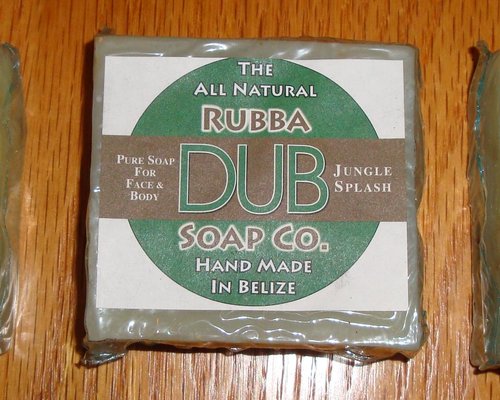 The
All Natural
Rubba
Pure Soap
For
Face &
Body
DUB
Jungle
Splash
Soap Co.
Hand Made
In Belize